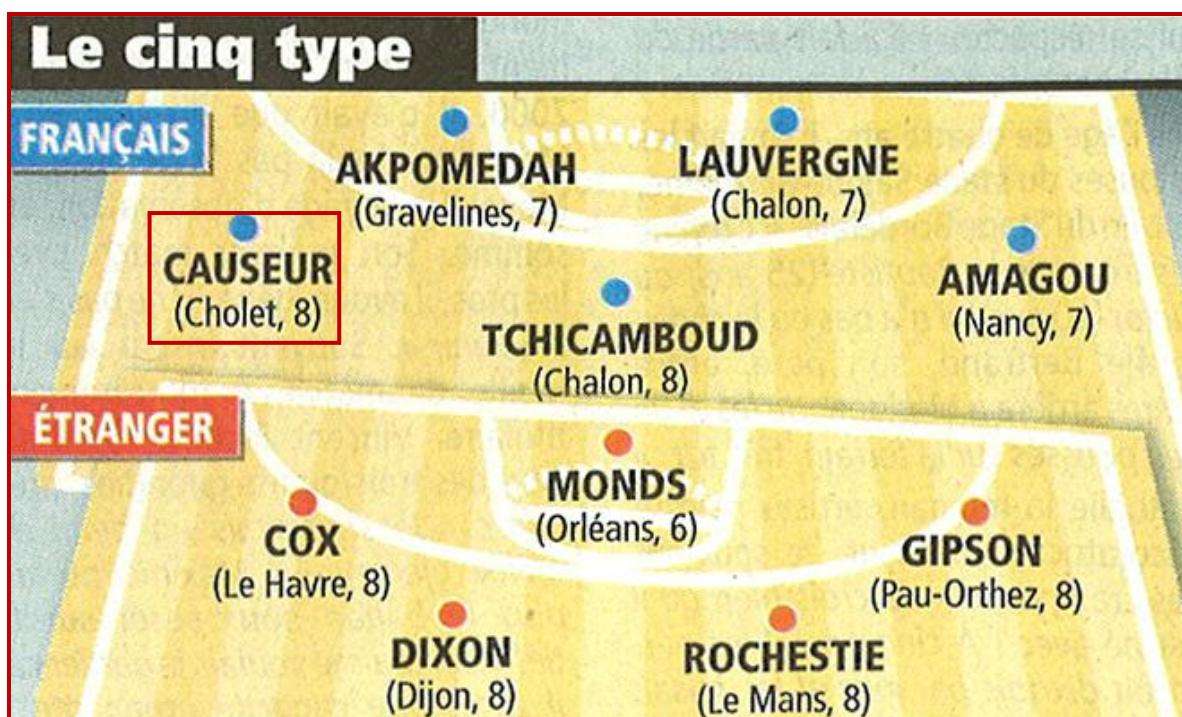 Le cinq type
FRANÇAIS
AKPOMEDAH
(Gravelines, 7)
LAUVERGNE
(Chalon, 7)
CAUSEUR
(Cholet, 8)
TCHICAMBOUD
(Chalon, 8)
AMAGOU
(Nancy, 7)
ÉTRANGER
MONDS
(Orléans, 6)
COX
(Le Havre, 8)
GIPSON
(Pau-Orthez, 8)
DIXON
(Dijon, 8)
ROCHESTIE
(Le Mans, 8)